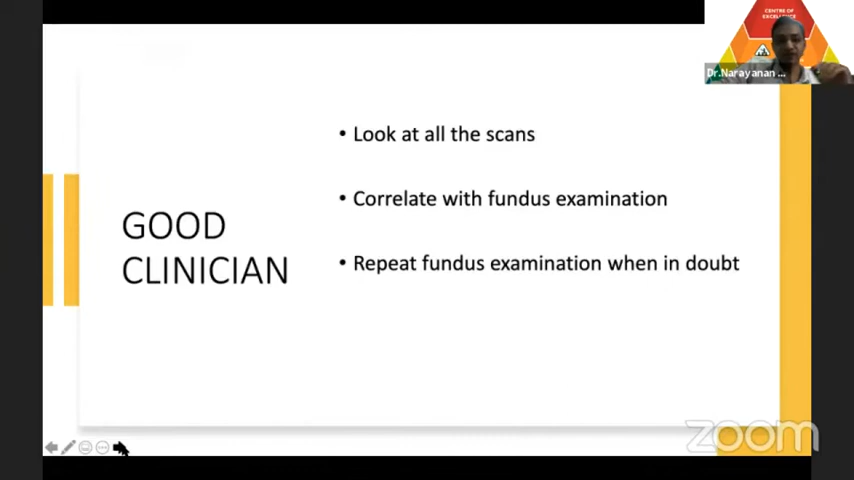 CENTRE OF
EXCELLENCE
Dr.Narayanan ...
• Look at all the scans
• Correlate with fundus examination
GOOD
CLINICIAN
• Repeat fundus examination when in doubt
zoom